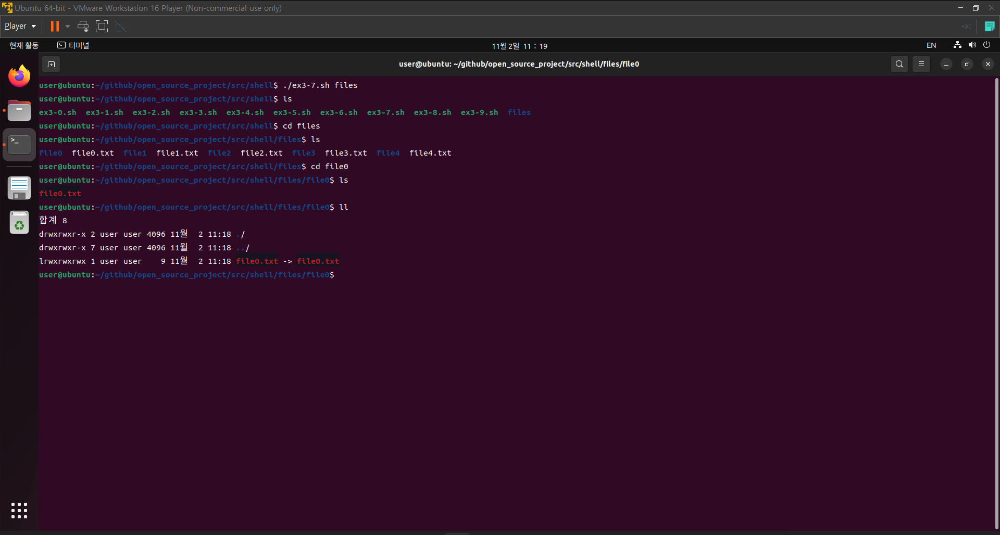 Ubuntu 64-bit - VMware Workstation 16 Player (Non-commercial use only)
Player
현재 활동 터미널 11월 2일 11 : 19 EN
user@ubuntu: ~/github/open_source_project/src/shell/files/file0
user@ubuntu:~/github/open_source_project/src/shell$ ./ex3-7.sh files
user@ubuntu:~/github/open_source_project/src/shell$ ls
ex3-0.sh ex3-1.sh ex3-2.sh ex3-3.sh ex3-4.sh ex3-5.sh ex3-6.sh ex3-7.sh ex3-8.sh ex3-9.sh files
user@ubuntu:~/github/open_source_project/src/shell$ cd files
user@ubuntu:~/github/open_source_project/src/shell/files$ ls
file0 file0.txt file1 file1.txt file2 file2.txt file3 file3.txt file4 file4.txt
user@ubuntu:~/github/open_source_project/src/shell/files$ cd file0
user@ubuntu:~/github/open_source_project/src/shell/files/file0$ ls
file0.txt
user@ubuntu:~/github/open_source_project/src/shell/files/file0$ ll
합계 8
drwxrwxr-x 2 user user 4096 11월  2 11:18 ./
drwxrwxr-x 7 user user 4096 11월  2 11:18 ../
lrwxrwxrwx 1 user user    9 11월  2 11:18 file0.txt -> file0.txt
user@ubuntu:~/github/open_source_project/src/shell/files/file0$